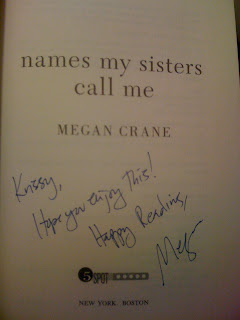 names my sisters
call me
MEGAN CRANE
Krissy,
Hope you enjoy This!
Happy Reading,
Megan
5 SPOT
NEW YORK BOSTON